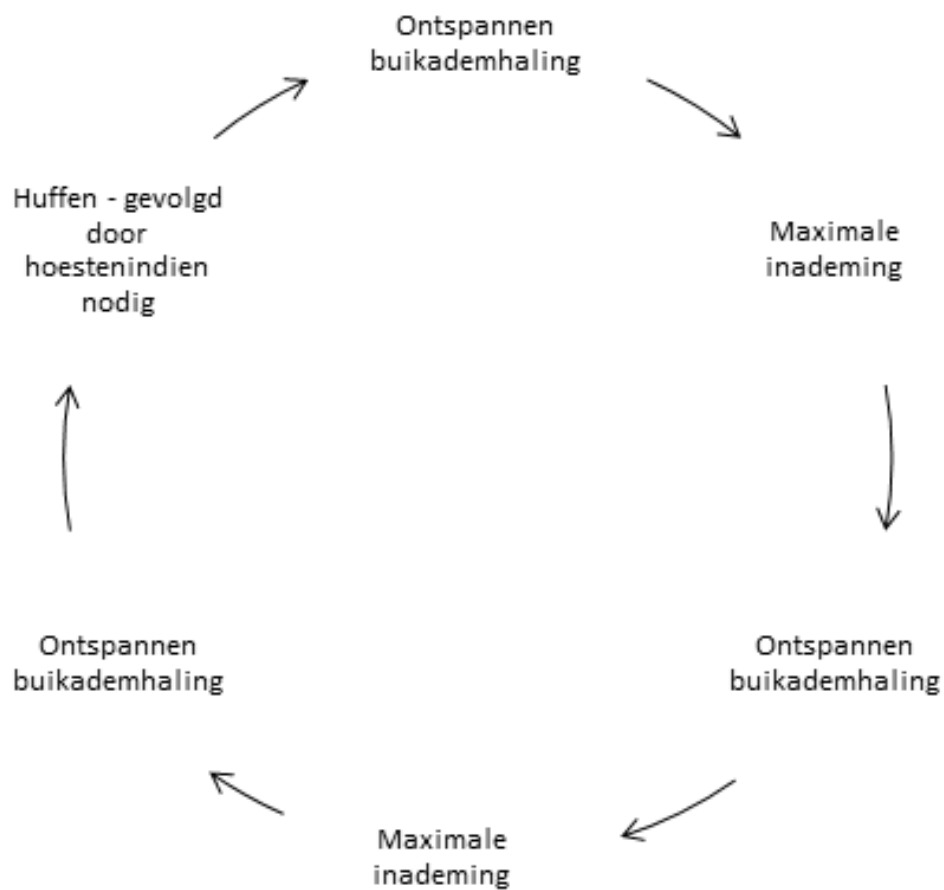 Ontspannen
buikademhaling
Maximale
inademing
Ontspannen
buikademhaling
Maximale
inademing
Ontspannen
buikademhaling
Huffen - gevolgd
door
hoestenindien
nodig